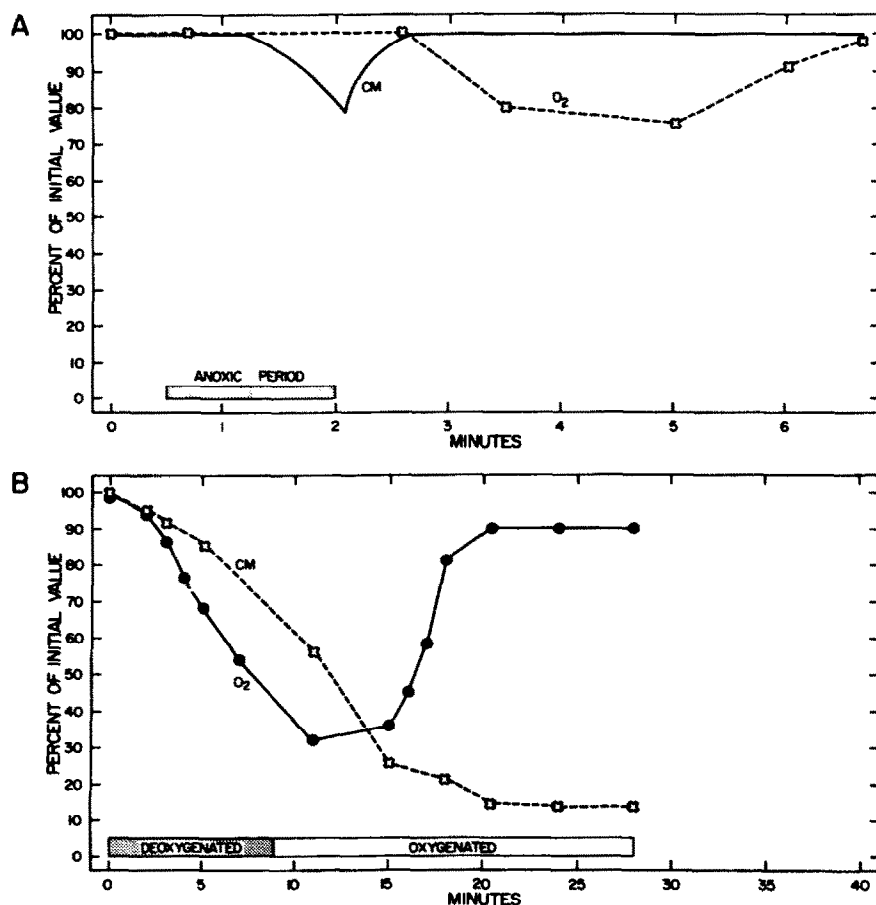 A
PERCENT OF INITIAL VALUE
100
90
80
70
60
50
40
30
20
10
0
CM
O2
ANOXIC PERIOD
0 1 2 3 4 5 6 7
MINUTES
B
PERCENT OF INITIAL VALUE
100
90
80
70
60
50
40
30
20
10
0
CM
O2
DEOXYGENATED OXYGENATED
0 5 10 15 20 25 30 35 40
MINUTES